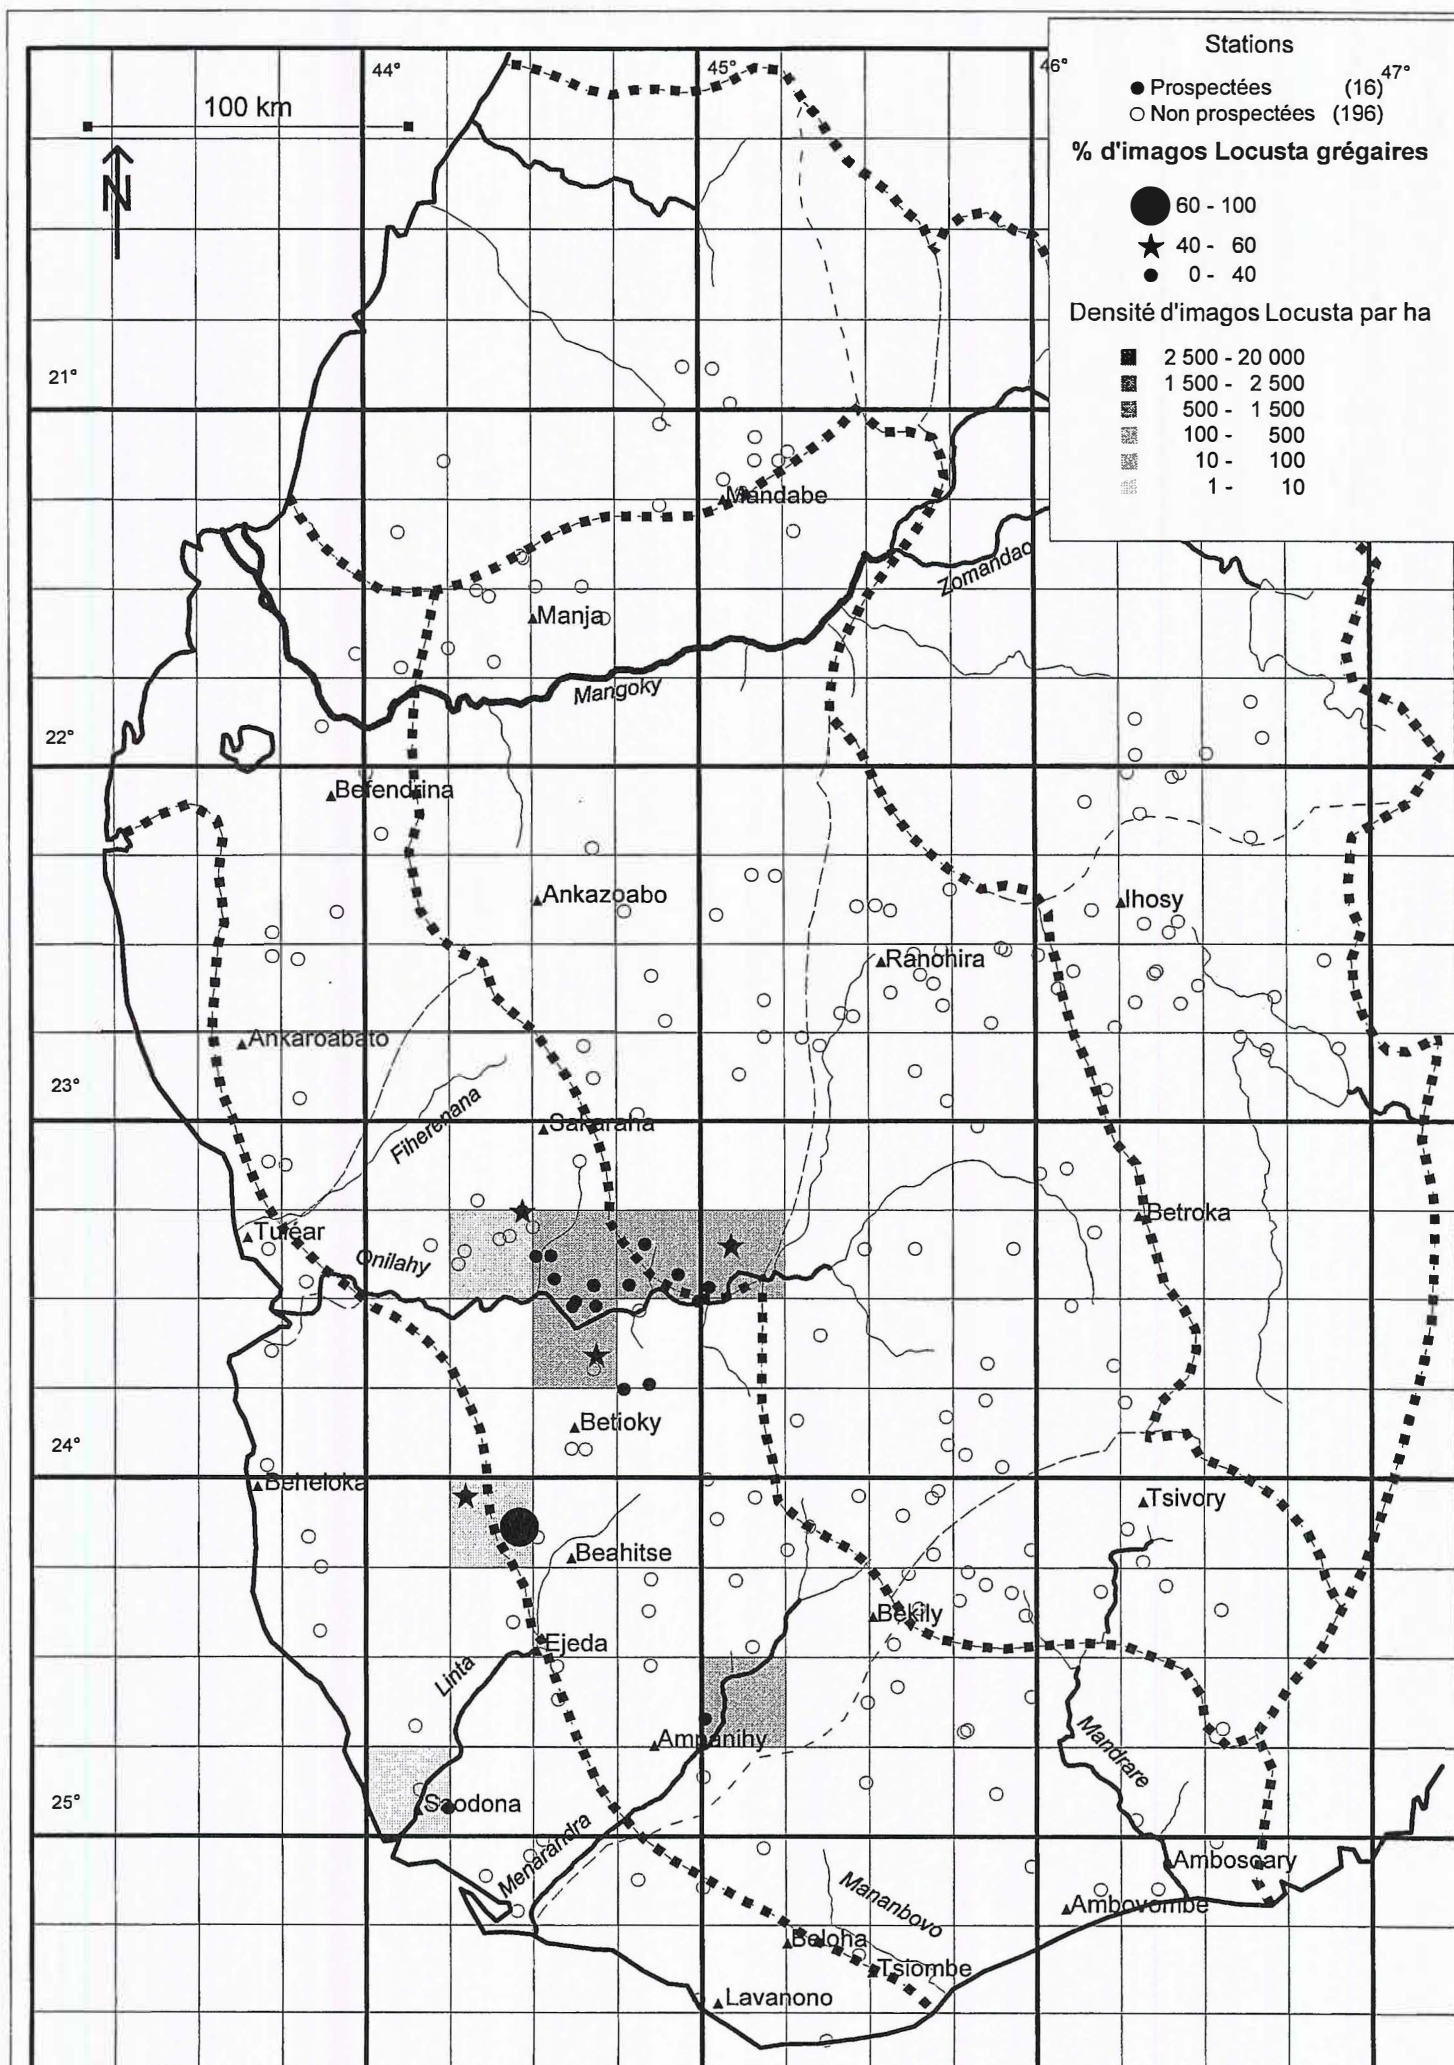 44°
45°
46°
47°
100 km
N
Stations
Prospectées (16)
Non prospectées (196)
% d'imagos Locusta grégaires
60 - 100
40 - 60
0 - 40
Densité d'imagos Locusta par ha
2 500 - 20 000
1 500 - 2 500
500 - 1 500
100 - 500
10 - 100
1 - 10
21°
Mandabe
Zomandao
Manja
Mangoky
22°
Befendrina
Ankazoabo
Ihosy
Ranohira
Ankaroabato
23°
Fiherenana
Sakaraha
Betroka
Tuléar
Onilahy
Betioky
24°
Beheloka
Tsivory
Beahitse
Bekily
Ejeda
Linta
Ampanihy
Mandrare
25°
Saodona
Menarandra
Amboscary
Mananbovo
Ambovombe
Beloha
Tsiombe
Lavanono